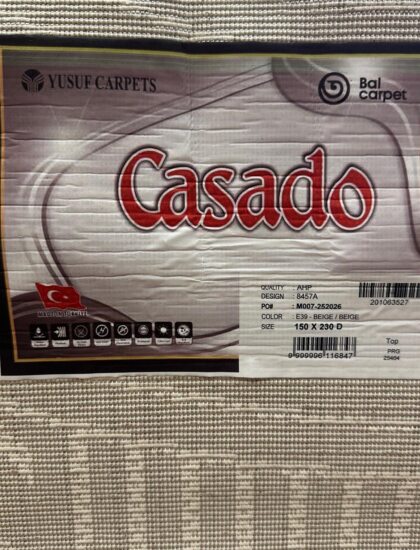 YUSUF CARPETS
Bal
carpet
Casado
QUALITY : AHP
DESIGN : 8457A
PO# : M007-252026
COLOR : E39 - BEIGE / BEIGE
SIZE 150 X 230 D
201063527
9 999996 116847
Top
PRG